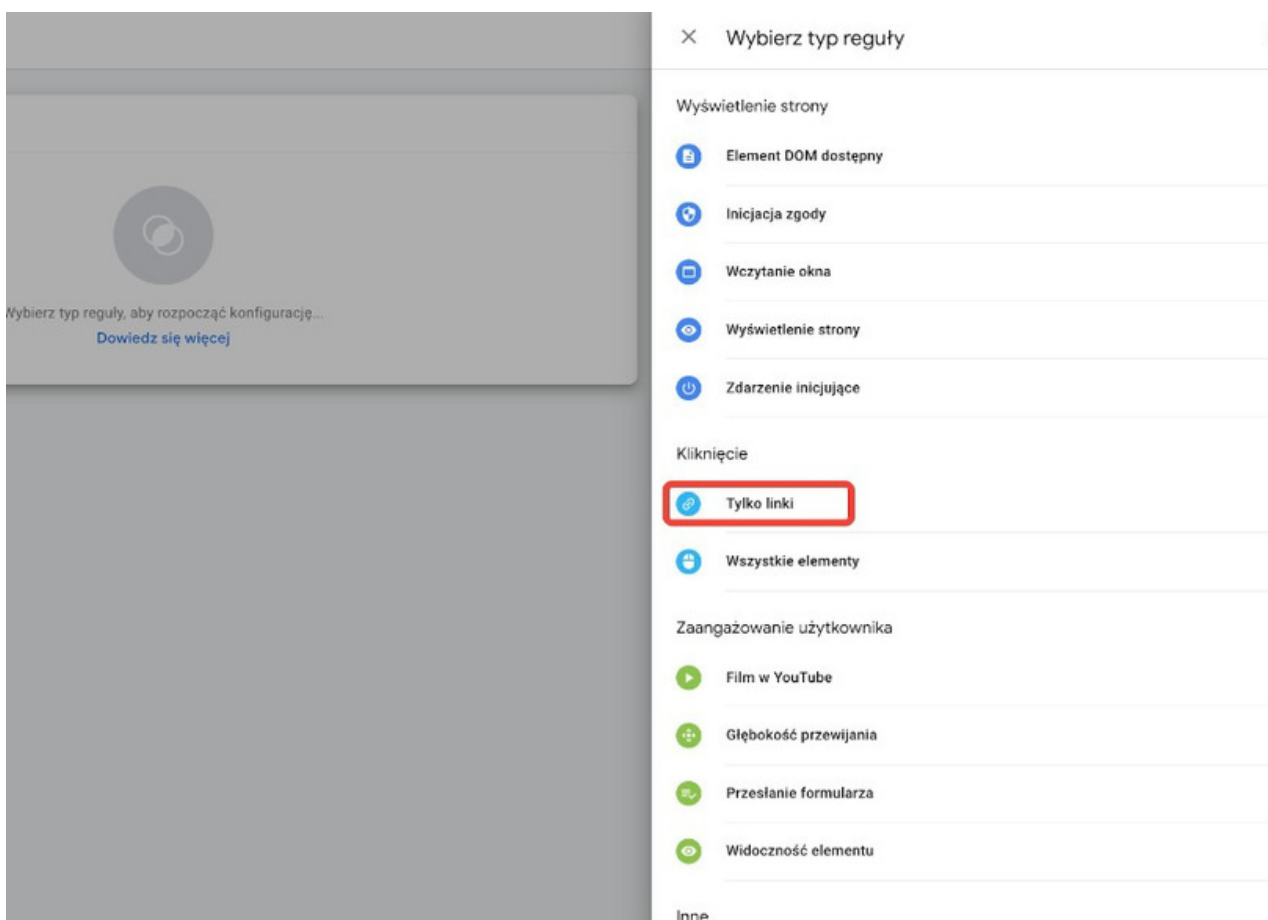 Wybierz typ reguły
Wybierz typ reguły, aby rozpocząć konfigurację...
Dowiedz się więcej
Wyświetlenie strony
Element DOM dostępny
Inicjacja zgody
Wczytanie okna
Wyświetlenie strony
Zdarzenie inicjujące
Kliknięcie
Tylko linki
Wszystkie elementy
Zaangażowanie użytkownika
Film w YouTube
Głębokość przewijania
Przesłanie formularza
Widoczność elementu
Inne